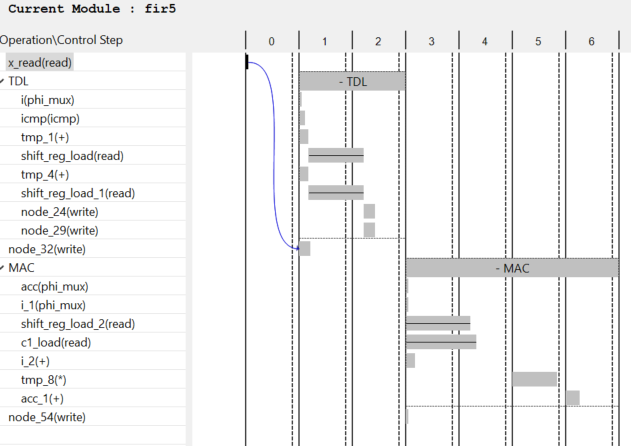 Current Module : fir5
Operation\Control Step 0 1 2 3 4 5 6
x_read(read)
TDL - TDL
i(phi_mux)
icmp(icmp)
tmp_1(+)
shift_reg_load(read)
tmp_4(+)
shift_reg_load_1(read)
node_24(write)
node_29(write)
node_32(write)
MAC - MAC
acc(phi_mux)
i_1(phi_mux)
shift_reg_load_2(read)
c1_load(read)
i_2(+)
tmp_8(*)
acc_1(+)
node_54(write)